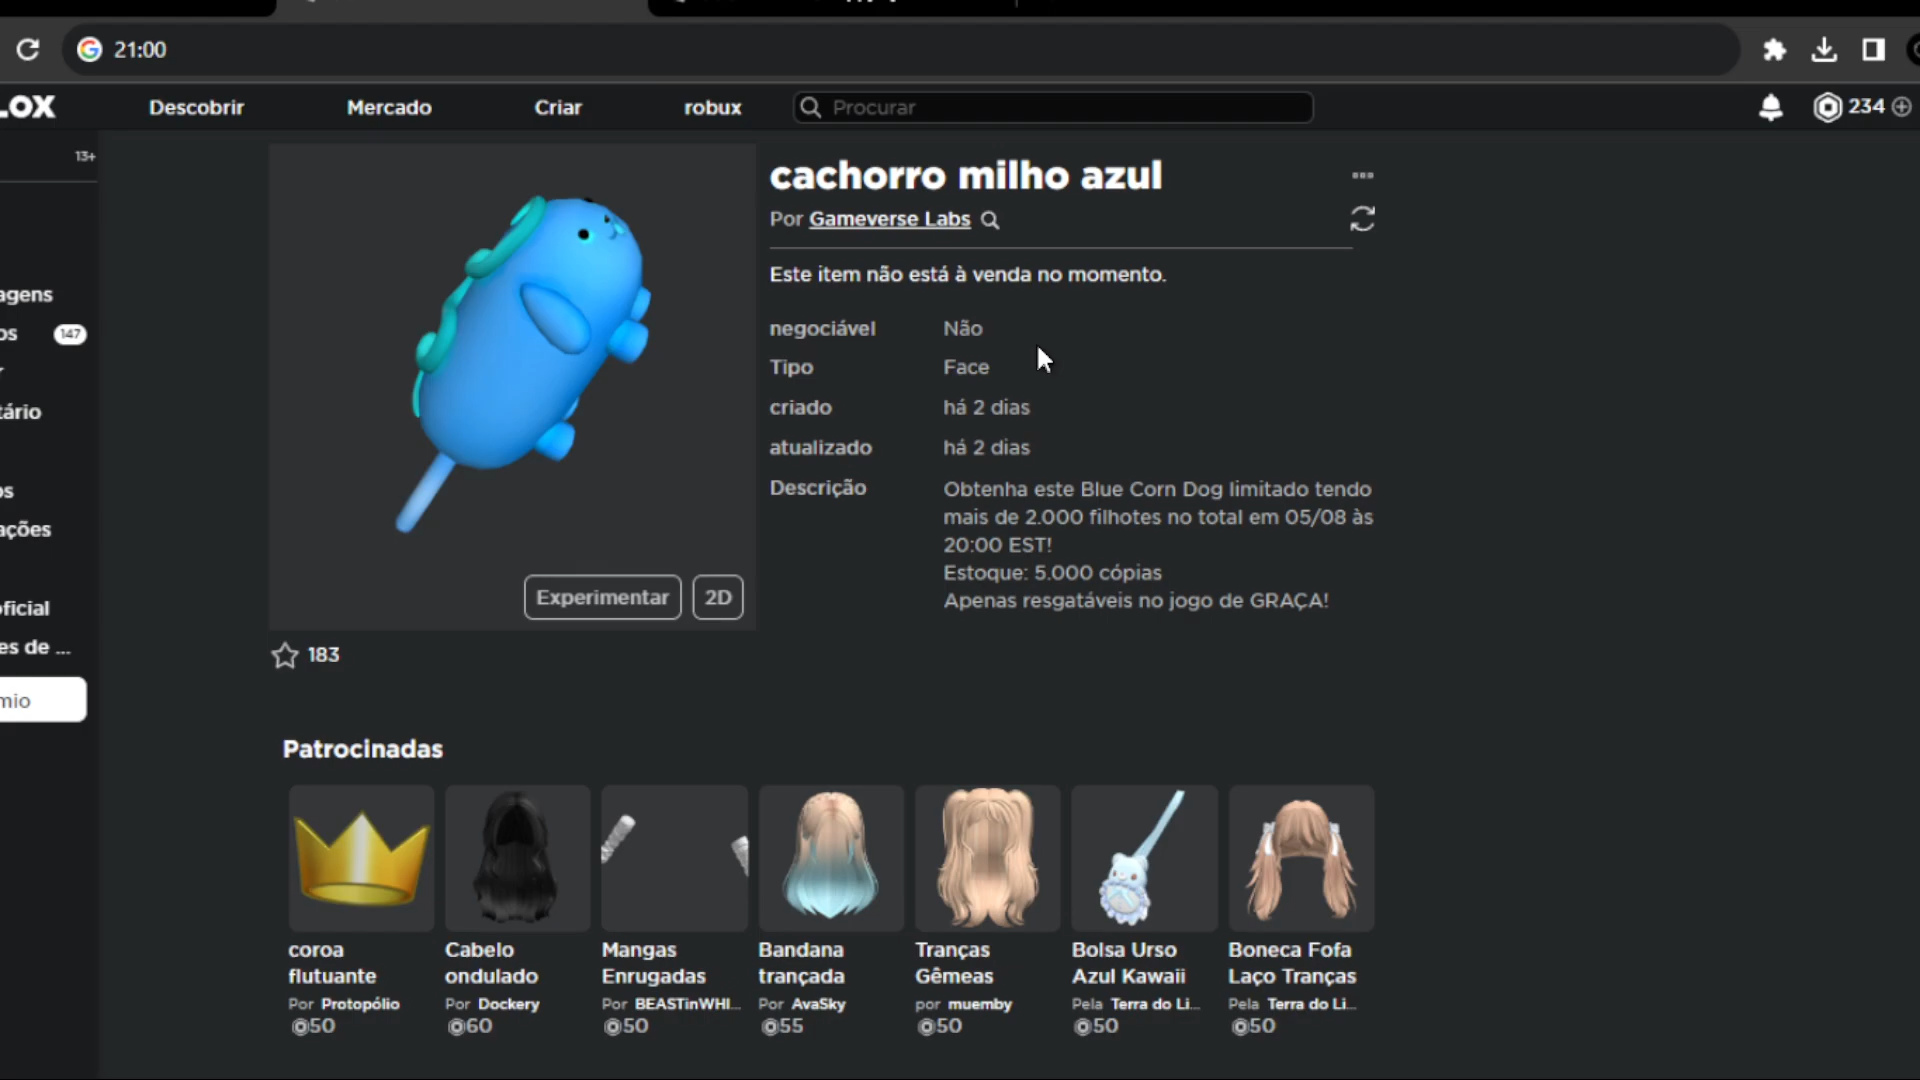 21:00
LOX
Descobrir
Mercado
Criar
robux
Procurar
234
13+
agens
os
147
r
tário
os
ações
oficial
es de ...
mio
cachorro milho azul
Por Gameverse Labs
Este item não está à venda no momento.
negociável Não
Tipo Face
criado há 2 dias
atualizado há 2 dias
Descrição Obtenha este Blue Corn Dog limitado tendo
mais de 2.000 filhotes no total em 05/08 às
20:00 EST!
Estoque: 5.000 cópias
Apenas resgatáveis no jogo de GRAÇA!
Experimentar
2D
183
Patrocinadas
coroa
flutuante
Por Protopólio
50
Cabelo
ondulado
Por Dockery
60
Mangas
Enrugadas
Por BEASTinWHI...
50
Bandana
trançada
Por AvaSky
55
Tranças
Gêmeas
por muemby
50
Bolsa Urso
Azul Kawaii
Pela Terra do Li...
50
Boneca Fofa
Laço Tranças
Pela Terra do Li...
50